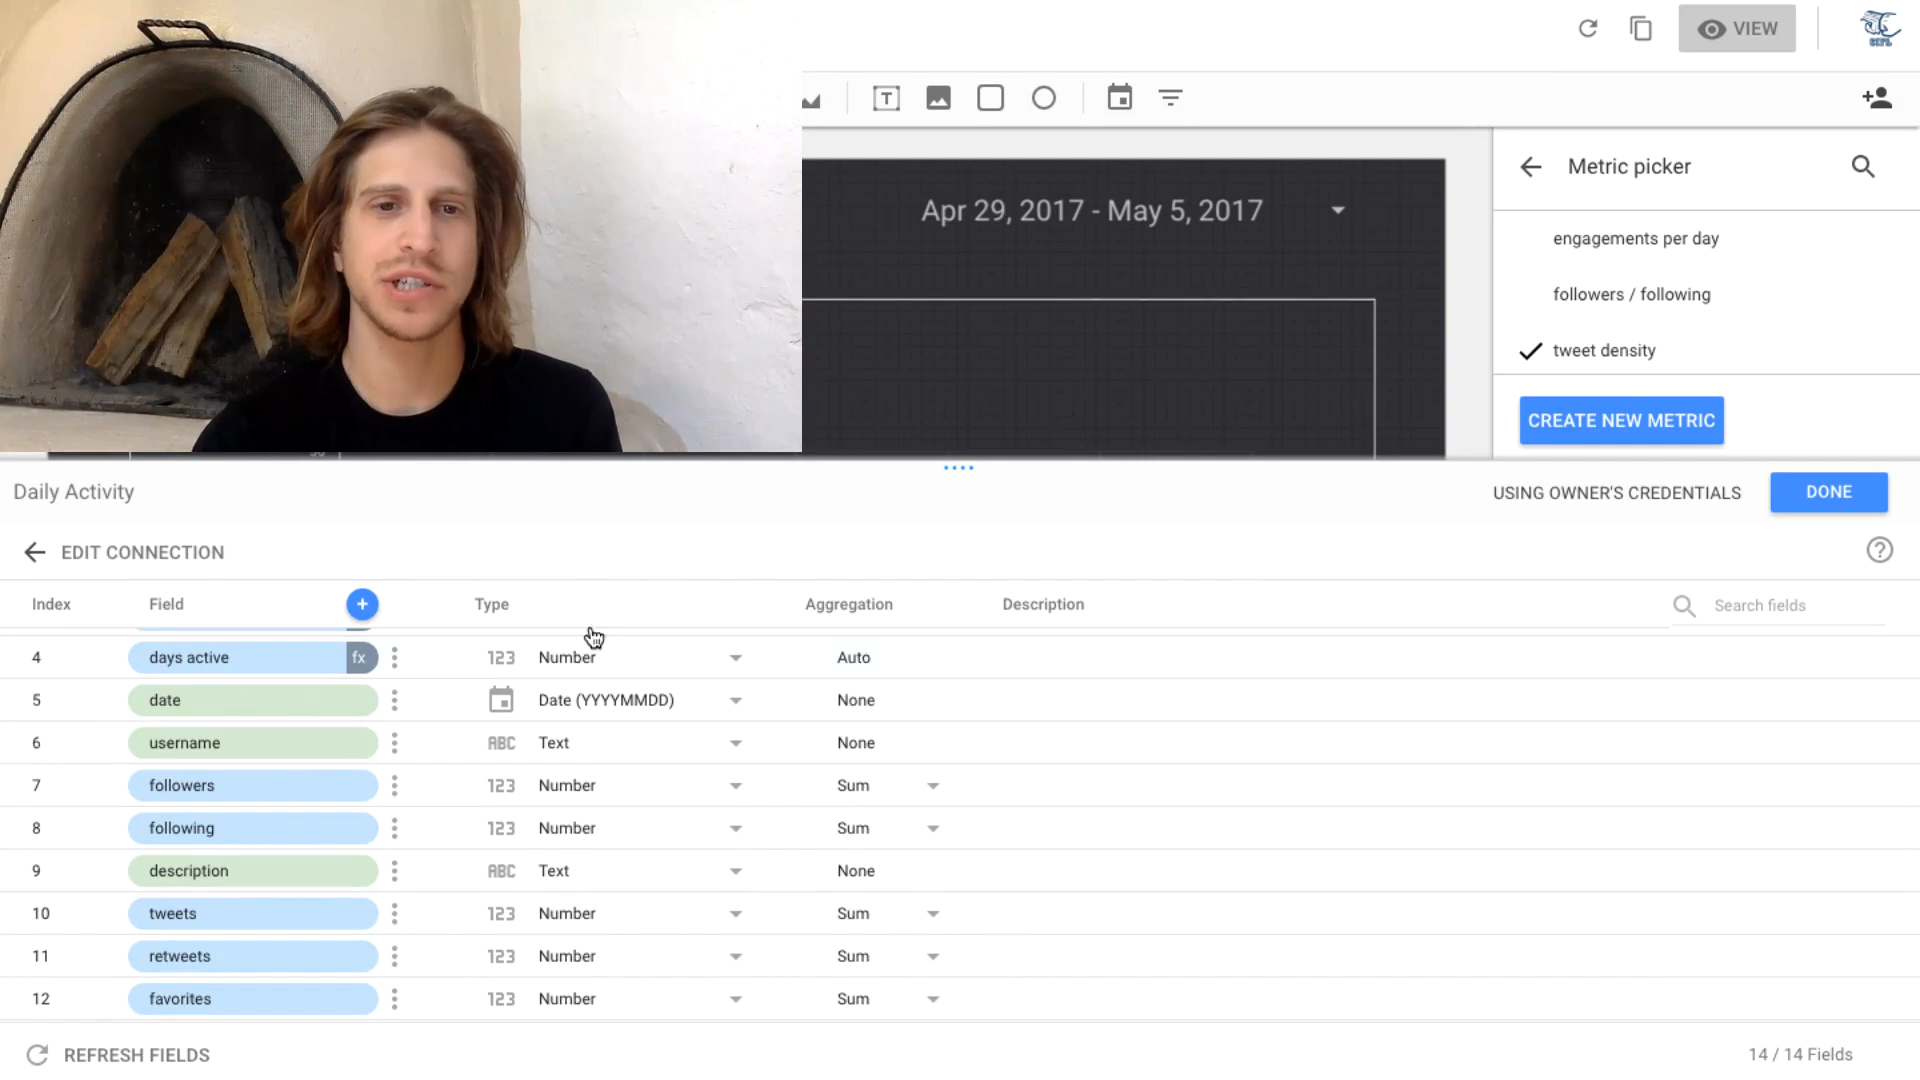 VIEW
T
Apr 29, 2017 - May 5, 2017
Metric picker
engagements per day
followers / following
tweet density
CREATE NEW METRIC
Daily Activity
USING OWNER'S CREDENTIALS
DONE
EDIT CONNECTION
?
Index Field + Type Aggregation Description Search fields
4 days active fx 123 Number Auto
5 date Date (YYYYMMDD) None
6 username ABC Text None
7 followers 123 Number Sum
8 following 123 Number Sum
9 description ABC Text None
10 tweets 123 Number Sum
11 retweets 123 Number Sum
12 favorites 123 Number Sum
REFRESH FIELDS
14 / 14 Fields